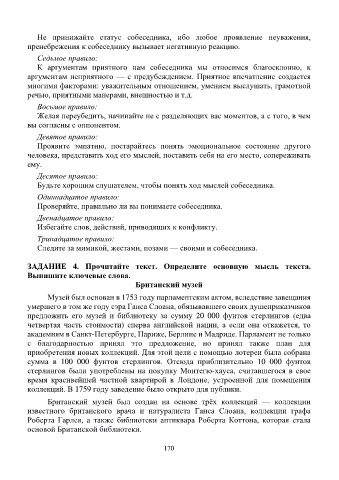 Не принижайте статус собеседника, ибо любое проявление неуважения,
пренебрежения к собеседнику вызывает негативную реакцию.
Седьмое правило:
К аргументам приятного нам собеседника мы относимся благосклонно, к
аргументам неприятного — с предубеждением. Приятное впечатление создается
многими факторами: уважительным отношением, умением выслушать, грамотной
речью, приятными манерами, внешностью и т.д.
Восьмое правило:
Желая переубедить, начинайте не с разделяющих вас моментов, а с того, в чем
вы согласны с оппонентом.
Девятое правило:
Проявите эмпатию, постарайтесь понять эмоциональное состояние другого
человека, представить ход его мыслей, поставить себя на его место, сопереживать
ему.
Десятое правило:
Будьте хорошим слушателем, чтобы понять ход мыслей собеседника.
Одиннадцатое правило:
Проверяйте, правильно ли вы понимаете собеседника.
Двенадцатое правило:
Избегайте слов, действий, приводящих к конфликту.
Тринадцатое правило:
Следите за мимикой, жестами, позами — своими и собеседника.
ЗАДАНИЕ 4. Прочитайте текст. Определите основную мысль текста.
Выпишите ключевые слова.
Британский музей
Музей был основан в 1753 году парламентским актом, вследствие завещания
умершего в том же году сэра Ганса Слоана, обязывавшего своих душеприказчиков
предложить его музей и библиотеку за сумму 20 000 фунтов стерлингов (едва
четвертая часть стоимости) сперва английской нации, а если она откажется, то
академиям в Санкт-Петербурге, Париже, Берлине и Мадриде. Парламент не только
с благодарностью принял это предложение, но принял также план для
приобретения новых коллекций. Для этой цели с помощью лотереи была собрана
сумма в 100 000 фунтов стерлингов. Отсюда приблизительно 10 000 фунтов
стерлингов были употреблены на покупку Монтегю-хауса, считавшегося в свое
время красивейшей частной квартирой в Лондоне, устроенной для помещения
коллекций. В 1759 году заведение было открыто для публики.
Британский музей был создан на основе трёх коллекций — коллекции
известного британского врача и натуралиста Ганса Слоана, коллекции графа
Роберта Гарлея, а также библиотеки антиквара Роберта Коттона, которая стала
основой Британской библиотеки.
170